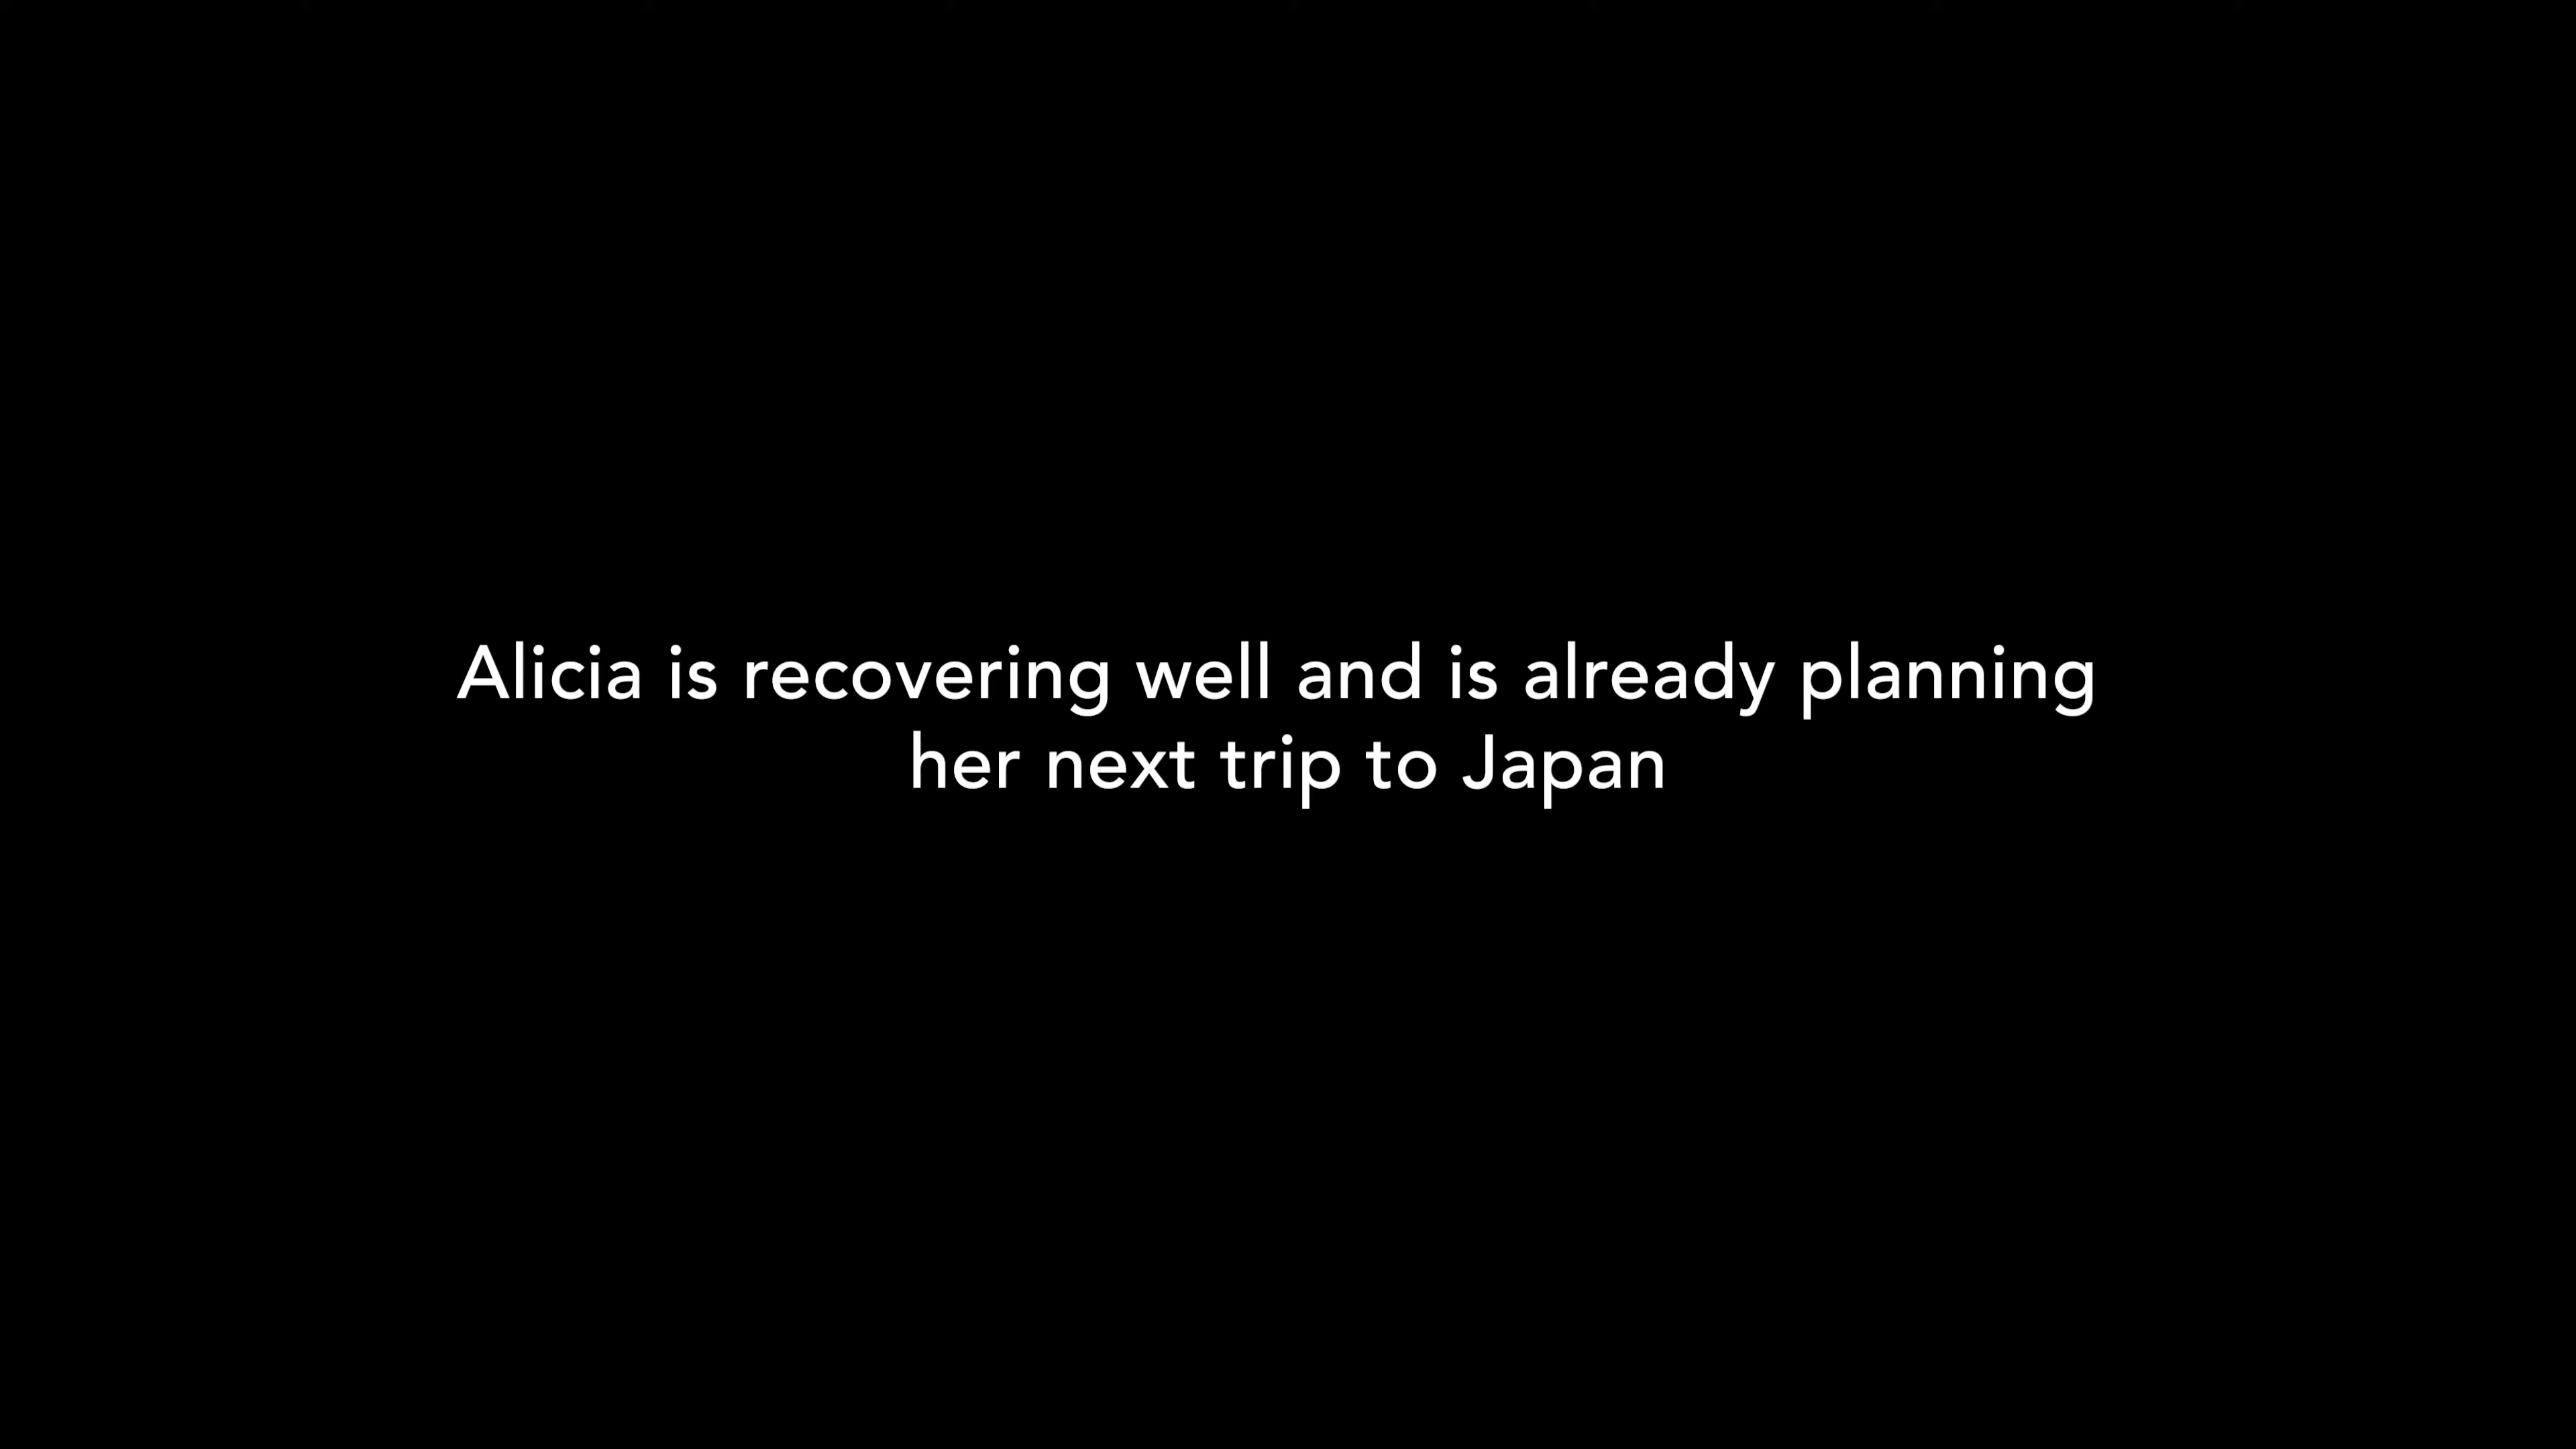 Alicia is recovering well and is already planning
her next trip to Japan